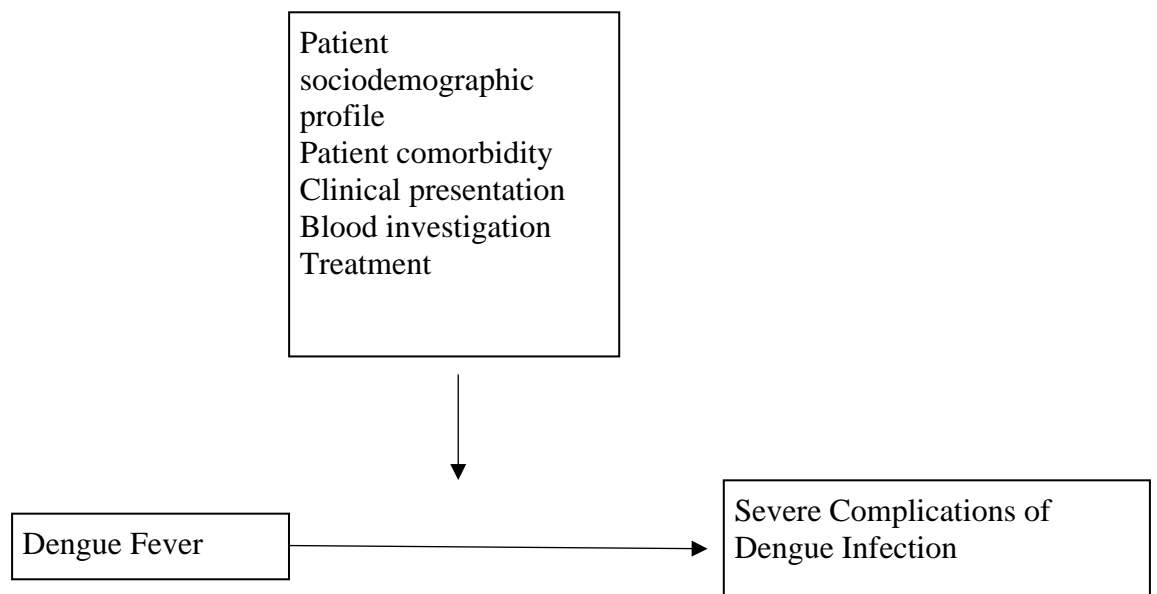 Patient
sociodemographic
profile
Patient comorbidity
Clinical presentation
Blood investigation
Treatment
Dengue Fever
Severe Complications of
Dengue Infection